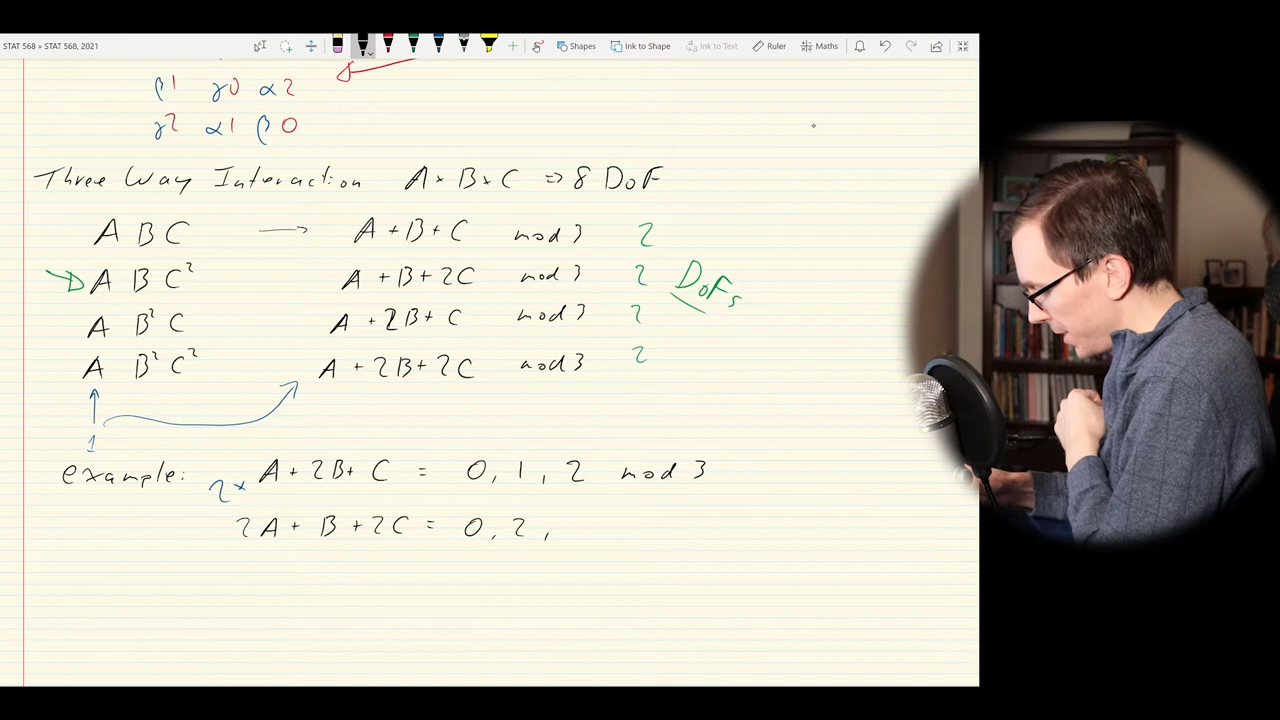 STAT 568 » STAT 568, 2021
Shapes Ink to Shape Ink to Text Ruler Maths
β1 γ0 α2
γ2 α1 β0
Three Way Interaction A×B×C ⇒ 8 DoF
A B C → A + B + C mod 3 2
A B C² A + B + 2C mod 3 2 DoFs
A B² C A + 2B + C mod 3 2
A B² C² A + 2B + 2C mod 3 2
1
example: A + 2B + C = 0, 1, 2 mod 3
2×
2A + B + 2C = 0, 2,